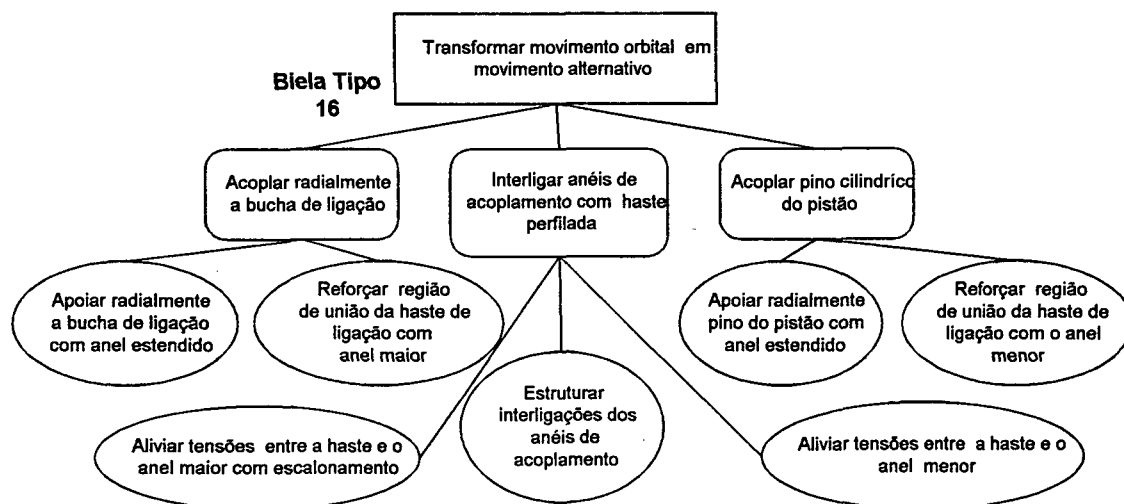 Transformar movimento orbital em
movimento alternativo
Biela Tipo
16
Acoplar radialmente
a bucha de ligação
Interligar anéis de
acoplamento com haste
perfilada
Acoplar pino cilindríco
do pistão
Apoiar radialmente
a bucha de ligação
com anel estendido
Reforçar região
de união da haste de
ligação com
anel maior
Apoiar radialmente
pino do pistão com
anel estendido
Reforçar região
de união da haste de
ligação com o anel
menor
Estruturar
interligações dos
anéis de
acoplamento
Aliviar tensões entre a haste e o
anel maior com escalonamento
Aliviar tensões entre a haste e o
anel menor